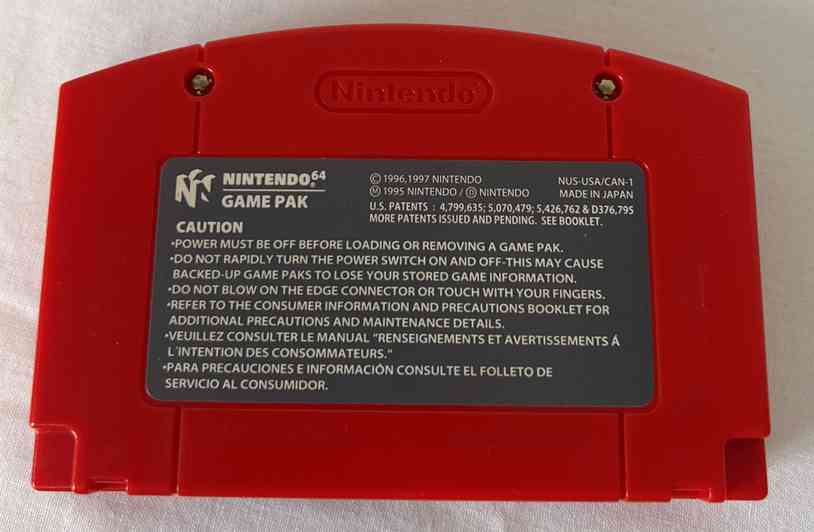 Nintendo®
NINTENDO®64
GAME PAK
© 1996,1997 NINTENDO
Ⓜ 1995 NINTENDO / Ⓓ NINTENDO
NUS-USA/CAN-1
MADE IN JAPAN
U.S. PATENTS : 4,799,635; 5,070,479; 5,426,762 & D376,795
MORE PATENTS ISSUED AND PENDING. SEE BOOKLET.
CAUTION
•POWER MUST BE OFF BEFORE LOADING OR REMOVING A GAME PAK.
•DO NOT RAPIDLY TURN THE POWER SWITCH ON AND OFF-THIS MAY CAUSE
BACKED-UP GAME PAKS TO LOSE YOUR STORED GAME INFORMATION.
•DO NOT BLOW ON THE EDGE CONNECTOR OR TOUCH WITH YOUR FINGERS.
•REFER TO THE CONSUMER INFORMATION AND PRECAUTIONS BOOKLET FOR
ADDITIONAL PRECAUTIONS AND MAINTENANCE DETAILS.
•VEUILLEZ CONSULTER LE MANUAL "RENSEIGNEMENTS ET AVERTISSEMENTS Á
L'INTENTION DES CONSOMMATEURS."
•PARA PRECAUCIONES E INFORMACIÓN CONSULTE EL FOLLETO DE
SERVICIO AL CONSUMIDOR.